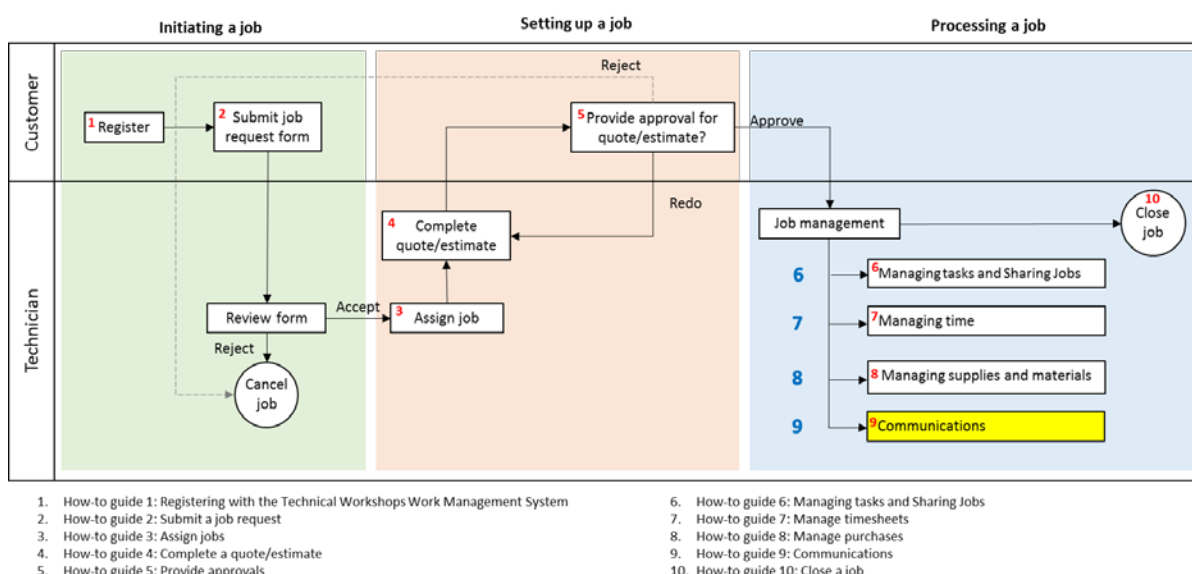 Initiating a job
Setting up a job
Processing a job
Customer
Reject
1 Register
2 Submit job
request form
5 Provide approval for
quote/estimate?
Approve
Technician
Redo
4 Complete
quote/estimate
Job management
10
Close
job
6
6 Managing tasks and Sharing Jobs
Review form
Accept
3 Assign job
7
7 Managing time
Reject
Cancel
job
8
8 Managing supplies and materials
9
9 Communications
1. How-to guide 1: Registering with the Technical Workshops Work Management System
2. How-to guide 2: Submit a job request
3. How-to guide 3: Assign jobs
4. How-to guide 4: Complete a quote/estimate
5. How-to guide 5: Provide approvals
6. How-to guide 6: Managing tasks and Sharing Jobs
7. How-to guide 7: Manage timesheets
8. How-to guide 8: Manage purchases
9. How-to guide 9: Communications
10. How-to guide 10: Close a job